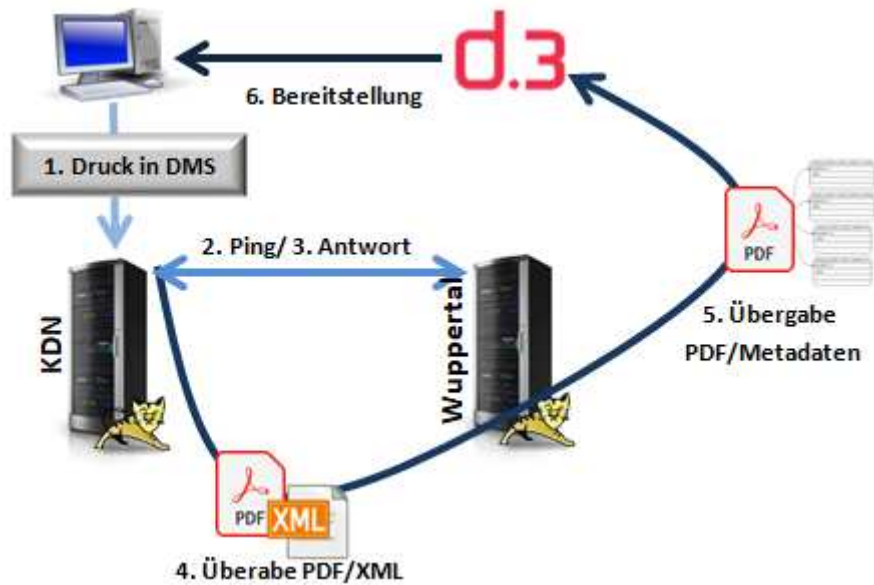 d.3
6. Bereitstellung
1. Druck in DMS
2. Ping/ 3. Antwort
KDN
Wuppertal
PDF
5. Übergabe
PDF/Metadaten
PDF
XML
4. Überabe PDF/XML